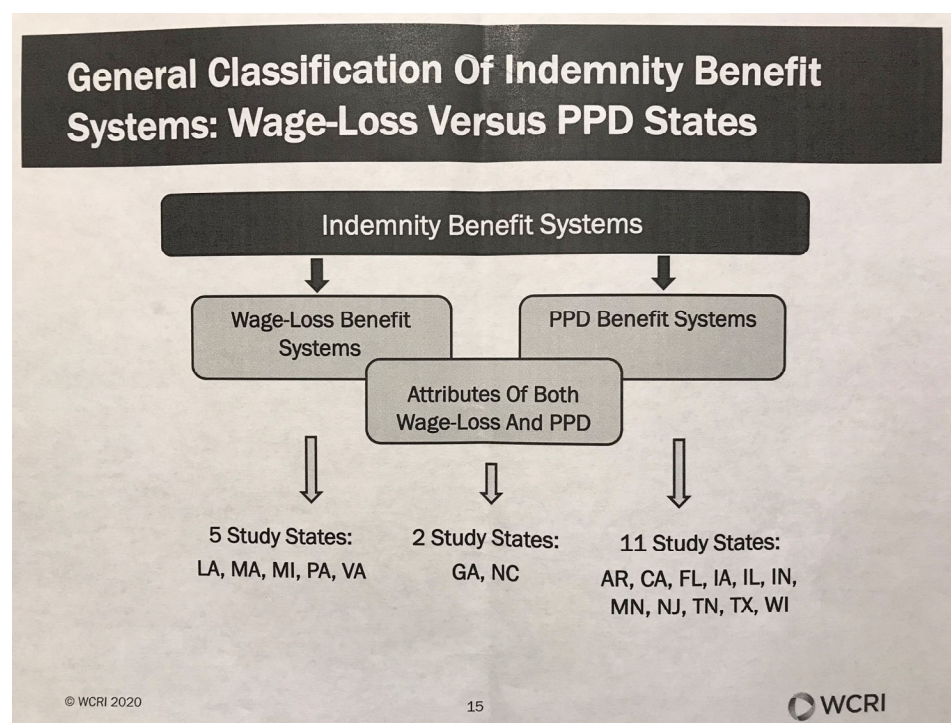 General Classification Of Indemnity Benefit
Systems: Wage-Loss Versus PPD States
Indemnity Benefit Systems
Wage-Loss Benefit
Systems
PPD Benefit Systems
Attributes Of Both
Wage-Loss And PPD
5 Study States:
LA, MA, MI, PA, VA
2 Study States:
GA, NC
11 Study States:
AR, CA, FL, IA, IL, IN,
MN, NJ, TN, TX, WI
© WCRI 2020
15
WCRI